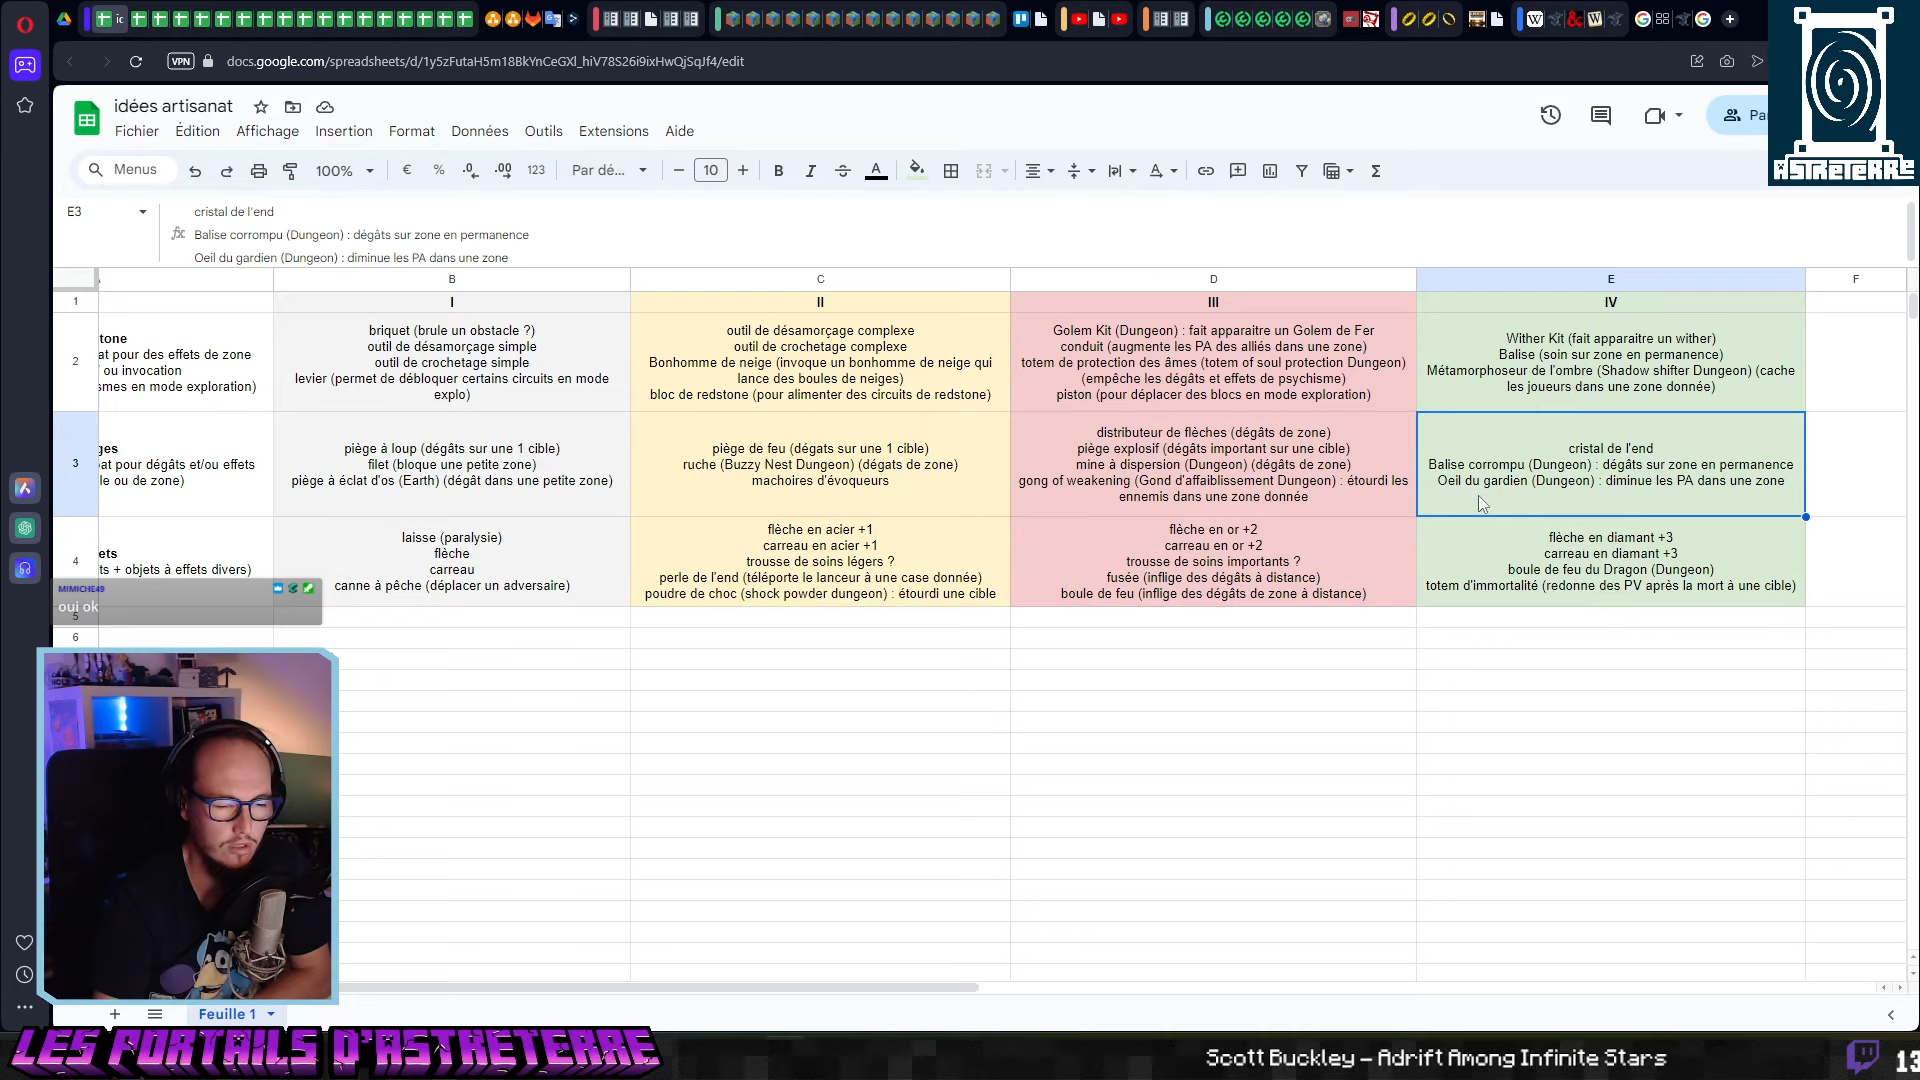 ic
VPN
docs.google.com/spreadsheets/d/1y5zFutaH5m18BkYnCeGXl_hiV78S26i9ixHwQjSqJf4/edit
ASTRETERRE
idées artisanat
Fichier
Édition
Affichage
Insertion
Format
Données
Outils
Extensions
Aide
Pa
Menus
100%
€
%
.0
.00
123
Par dé...
10
B
I
A
E3
cristal de l'end
Balise corrompu (Dungeon) : dégâts sur zone en permanence
Oeil du gardien (Dungeon) : diminue les PA dans une zone
B
C
D
E
F
1
I
II
III
IV
2
tone
at pour des effets de zone
ou invocation
smes en mode exploration)
briquet (brule un obstacle ?)
outil de désamorçage simple
outil de crochetage simple
levier (permet de débloquer certains circuits en mode
explo)
outil de désamorçage complexe
outil de crochetage complexe
Bonhomme de neige (invoque un bonhomme de neige qui
lance des boules de neiges)
bloc de redstone (pour alimenter des circuits de redstone)
Golem Kit (Dungeon) : fait apparaitre un Golem de Fer
conduit (augmente les PA des alliés dans une zone)
totem de protection des âmes (totem of soul protection Dungeon)
(empêche les dégâts et effets de psychisme)
piston (pour déplacer des blocs en mode exploration)
Wither Kit (fait apparaitre un wither)
Balise (soin sur zone en permanence)
Métamorphoseur de l'ombre (Shadow shifter Dungeon) (cache
les joueurs dans une zone donnée)
3
ges
at pour dégâts et/ou effets
le ou de zone)
piège à loup (dégâts sur une 1 cible)
filet (bloque une petite zone)
piège à éclat d'os (Earth) (dégât dans une petite zone)
piège de feu (dégats sur une 1 cible)
ruche (Buzzy Nest Dungeon) (dégats de zone)
machoires d'évoqueurs
distributeur de flèches (dégâts de zone)
piège explosif (dégâts important sur une cible)
mine à dispersion (Dungeon) (dégâts de zone)
gong of weakening (Gond d'affaiblissement Dungeon) : étourdi les
ennemis dans une zone donnée
cristal de l'end
Balise corrompu (Dungeon) : dégâts sur zone en permanence
Oeil du gardien (Dungeon) : diminue les PA dans une zone
4
ets
ts + objets à effets divers)
laisse (paralysie)
flèche
carreau
canne à pêche (déplacer un adversaire)
flèche en acier +1
carreau en acier +1
trousse de soins légers ?
perle de l'end (téléporte le lanceur à une case donnée)
poudre de choc (shock powder dungeon) : étourdi une cible
flèche en or +2
carreau en or +2
trousse de soins importants ?
fusée (inflige des dégâts à distance)
boule de feu (inflige des dégâts de zone à distance)
flèche en diamant +3
carreau en diamant +3
boule de feu du Dragon (Dungeon)
totem d'immortalité (redonne des PV après la mort à une cible)
MIMICHE49
oui ok
5
6
Feuille 1
LES PORTAILS D'ASTRETERRE
Scott Buckley – Adrift Among Infinite Stars
13